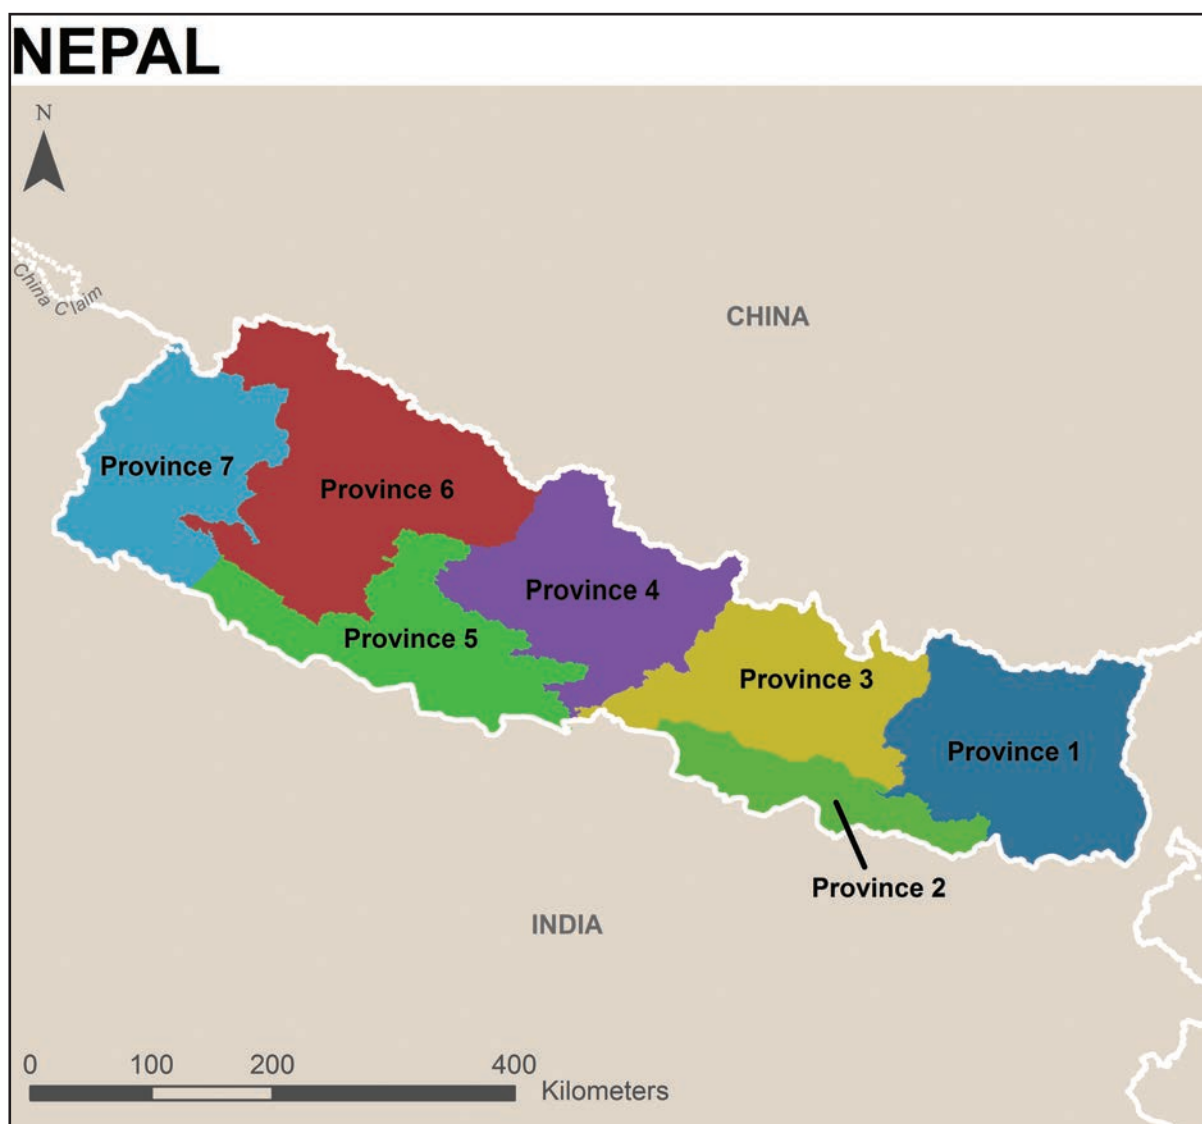 NEPAL
N
China Claim
CHINA
Province 7
Province 6
Province 4
Province 5
Province 3
Province 1
Province 2
INDIA
0 100 200 400
Kilometers